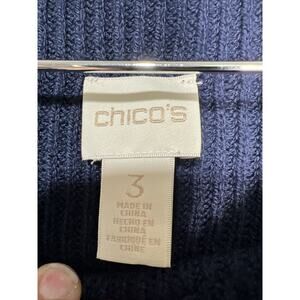 chico's
3
MADE IN
CHINA
HECHO EN
CHINA
FABRIQUÉ EN
CHINE